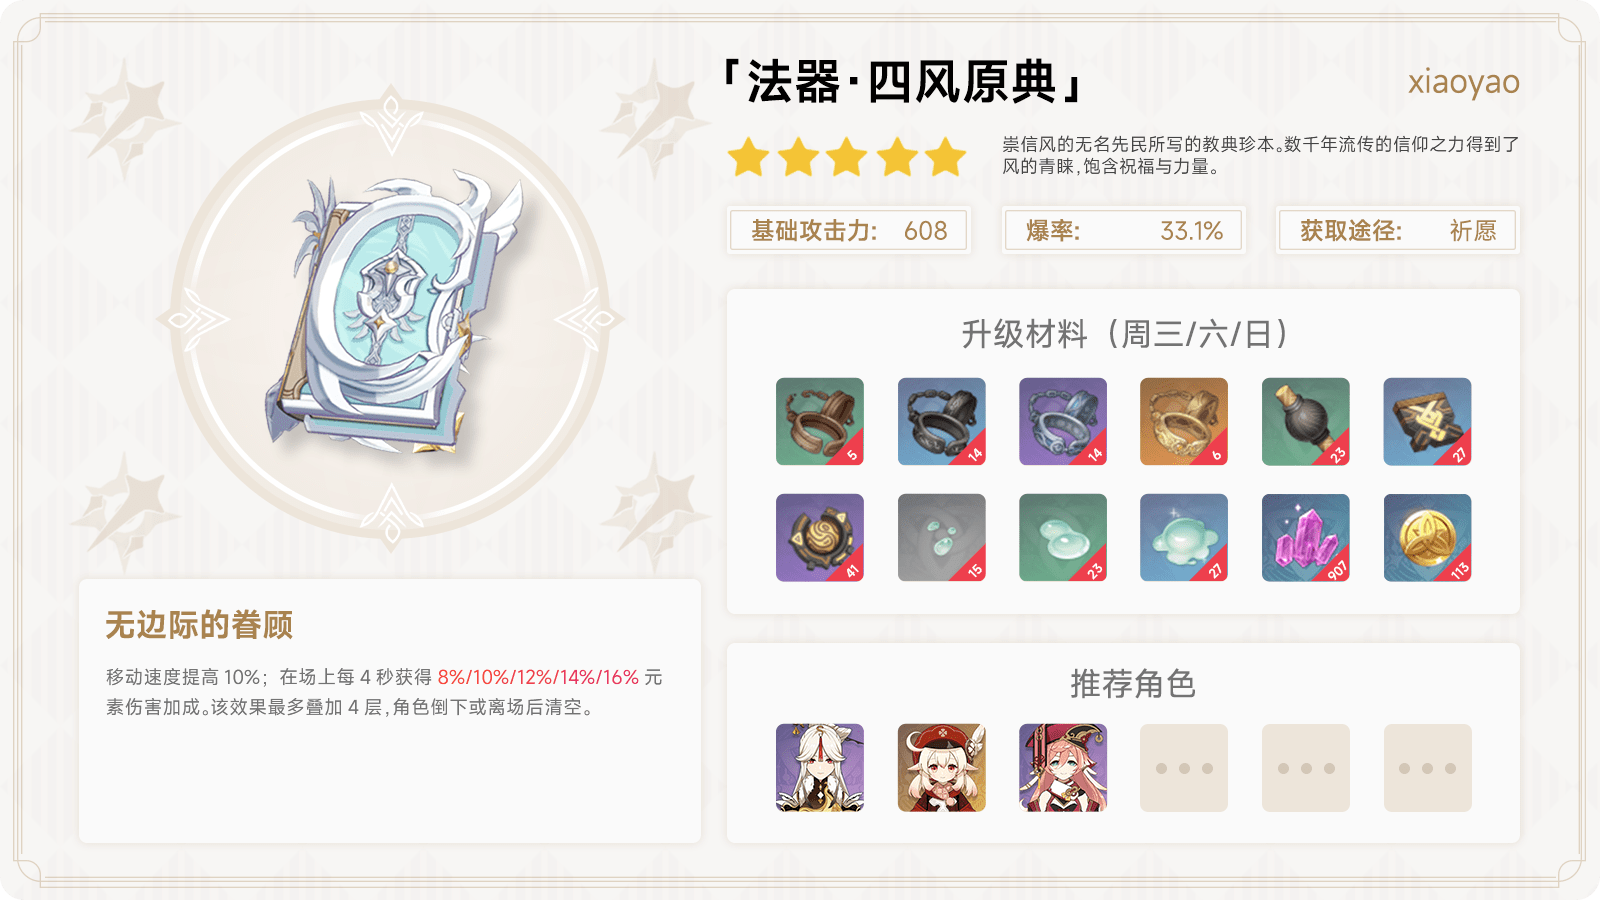 「法器·四风原典」
xiaoyao
崇信风的无名先民所写的教典珍本。数千年流传的信仰之力得到了
风的青睐，饱含祝福与力量。
基础攻击力: 608
爆率: 33.1%
获取途径: 祈愿
升级材料（周三/六/日）
5
14
14
6
23
27
41
15
23
27
907
113
无边际的眷顾
移动速度提高 10%；在场上每 4 秒获得 8%/10%/12%/14%/16% 元
素伤害加成。该效果最多叠加 4 层，角色倒下或离场后清空。
推荐角色